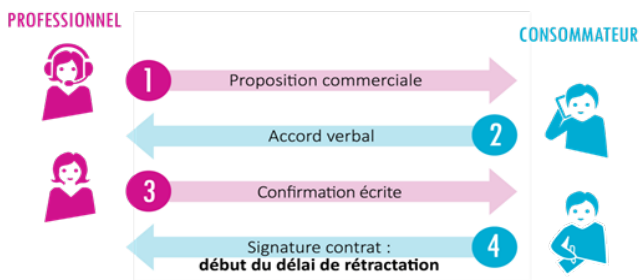 PROFESSIONNEL
CONSOMMATEUR
1
Proposition commerciale
Accord verbal
2
3
Confirmation écrite
Signature contrat :
début du délai de rétractation
4